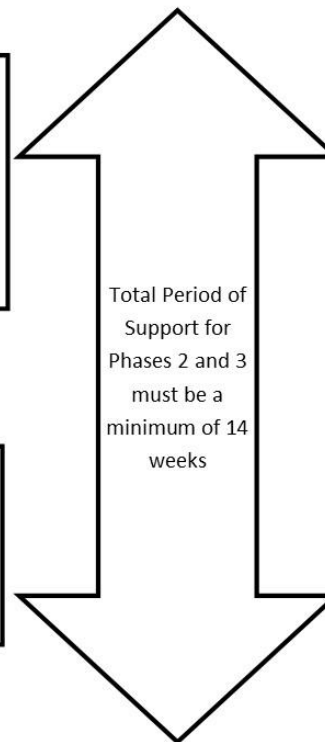 Total Period of
Support for
Phases 2 and 3
must be a
minimum of 14
weeks